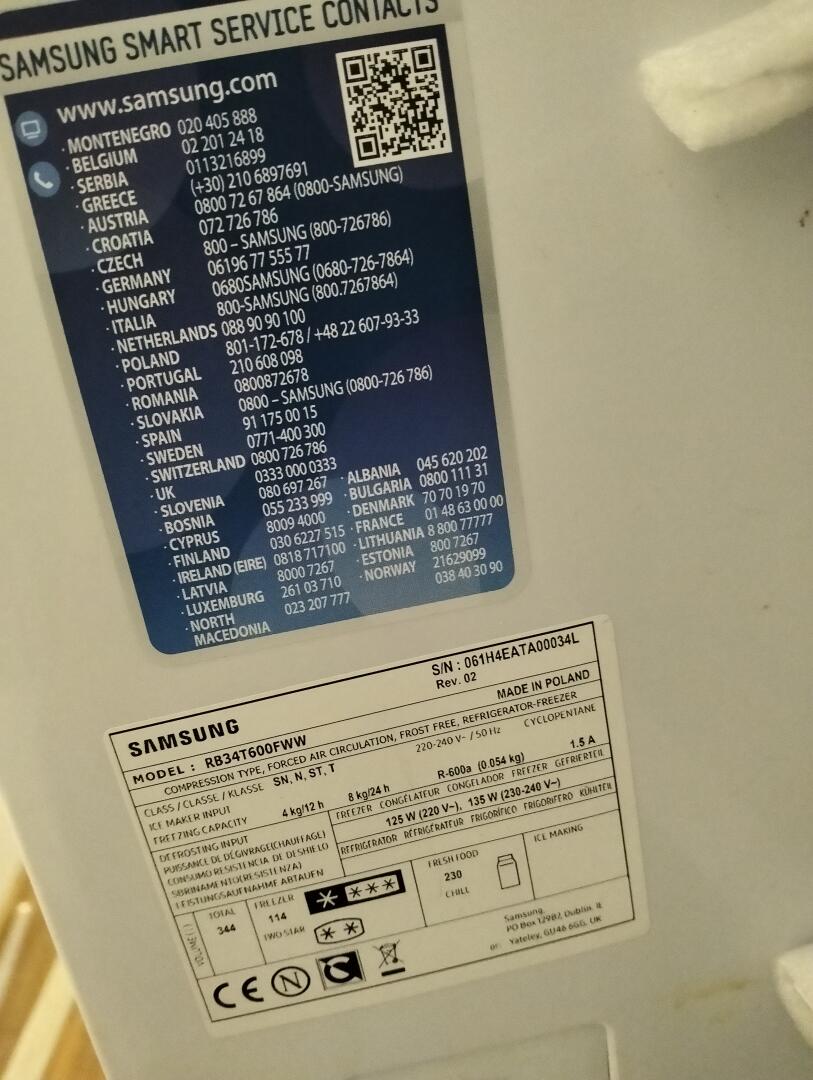 SAMSUNG SMART SERVICE CONTACTS
www.samsung.com
· MONTENEGRO 020 405 888
· BELGIUM 02 201 24 18
· SERBIA 0113216899
· GREECE (+30) 210 6897691
· AUSTRIA 0800 72 67 864 (0800-SAMSUNG)
· CROATIA 072 726 786
· CZECH 800 – SAMSUNG (800-726786)
· GERMANY 06196 77 555 77
· HUNGARY 0680SAMSUNG (0680-726-7864)
· ITALIA 800-SAMSUNG (800.7267864)
· NETHERLANDS 088 90 90 100
· POLAND 801-172-678 / +48 22 607-93-33
· PORTUGAL 210 608 098
· ROMANIA 0800872678
· SLOVAKIA 0800 – SAMSUNG (0800-726 786)
· SPAIN 91 175 00 15
· SWEDEN 0771-400 300
· SWITZERLAND 0800 726 786
· UK 0333 000 0333
· SLOVENIA 080 697 267
· BOSNIA 055 233 999
· CYPRUS 8009 4000
· FINLAND 030 6227 515
· IRELAND (EIRE) 0818 717100
· LATVIA 8000 7267
· LUXEMBURG 261 03 710
· NORTH MACEDONIA 023 207 777
· ALBANIA 045 620 202
· BULGARIA 0800 111 31
· DENMARK 70 70 19 70
· FRANCE 01 48 63 00 00
· LITHUANIA 8 800 77777
· ESTONIA 800 7267
· NORWAY 21629099
038 40 30 90
S/N : 061H4EATA00034L
Rev. 02
SAMSUNG
MADE IN POLAND
MODEL : RB34T600FWW
COMPRESSION TYPE, FORCED AIR CIRCULATION, FROST FREE, REFRIGERATOR-FREEZER
CLASS / CLASSE / KLASSE SN, N, ST, T 220-240 V~ / 50 Hz CYCLOPENTANE
ICE MAKER INPUT R-600a (0.054 kg) 1.5 A
FREEZING CAPACITY 4 kg/12 h 8 kg/24 h
FREEZER CONGÉLATEUR CONGELADOR FREEZER GEFRIERTEIL
DEFROSTING INPUT
PUISSANCE DE DÉGIVRAGE(CHAUFFAGE)
CONSUMO RESISTENCIA DE DESHIELO
SBRINAMENTO(RESISTENZA)
LEISTUNGSAUFNAHME ABTAUEN
125 W (220 V~), 135 W (230-240 V~)
REFRIGERATOR RÉFRIGÉRATEUR FRIGORÍFICO FRIGORIFERO KÜHLTEIL
VOLUME
TOTAL
344
FREEZER
114
TWO STAR
FRESH FOOD
230
CHILL
ICE MAKING
CE N
Samsung,
PO Box 12987, Dublin. IE
or Yateley, GU46 6GG, UK